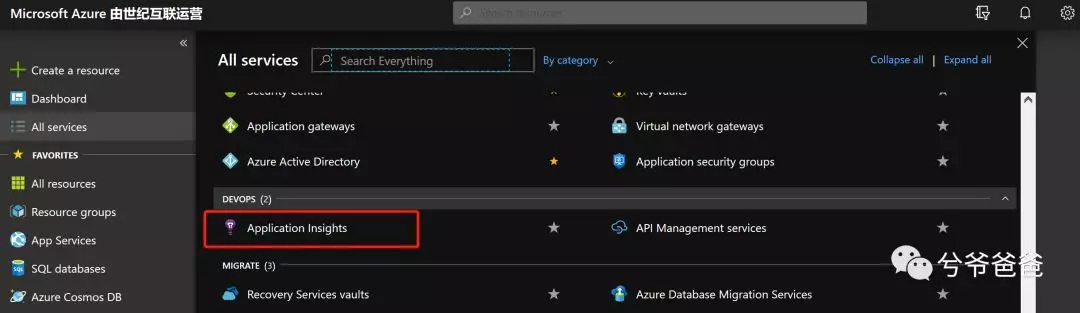 Microsoft Azure 由世纪互联运营
Search resources
All services
Search Everything
By category
Collapse all | Expand all
Create a resource
Dashboard
All services
FAVORITES
All resources
Resource groups
App Services
SQL databases
Azure Cosmos DB
Security Center
Key vaults
Application gateways
Virtual network gateways
Azure Active Directory
Application security groups
DEVOPS (2)
Application Insights
API Management services
MIGRATE (3)
Recovery Services vaults
Azure Database Migration Services
兮爷爸爸